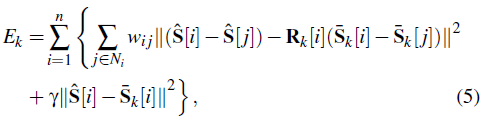 E_k = \sum_{i=1}^{n} \Big\{ \sum_{j \in N_i} w_{ij} \|(\hat{\mathbf{S}}[i] - \hat{\mathbf{S}}[j]) - \mathbf{R}_k[i](\bar{\mathbf{S}}_k[i] - \bar{\mathbf{S}}_k[j])\|^2
+ \gamma \|\hat{\mathbf{S}}[i] - \bar{\mathbf{S}}_k[i]\|^2 \Big\}, (5)